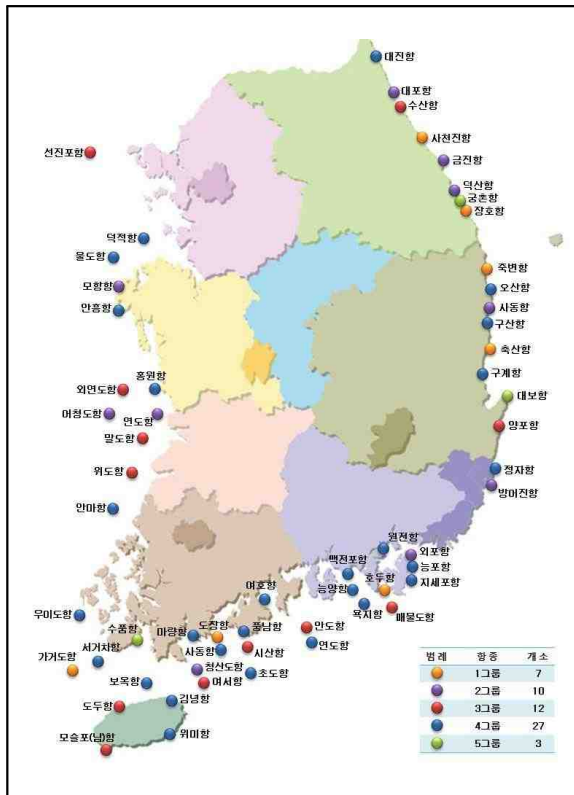 대진항
대포항
수산항
사천진항
금진항
덕산항
궁촌항
장호항
선진포항
덕적항
울도항
모항항
안흥항
죽변항
오산항
사동항
구산항
축산항
구계항
대보항
양포항
정자항
방어진항
외연도항
홍원항
어청도항
연도항
말도항
위도항
안마항
원전항
외포항
능포항
지세포항
맥전포항
호두항
능양항
욕지항
매물도항
여호항
우이도항
수품항
마량항
도장항
풀남항
안도항
사동항
시산항
연도항
가거도항
서거차항
보옥항
청산도항
여서항
초도항
도두항
김녕항
모슬포(남)항
위미항
범례 항종 개소
1그룹 7
2그룹 10
3그룹 12
4그룹 27
5그룹 3